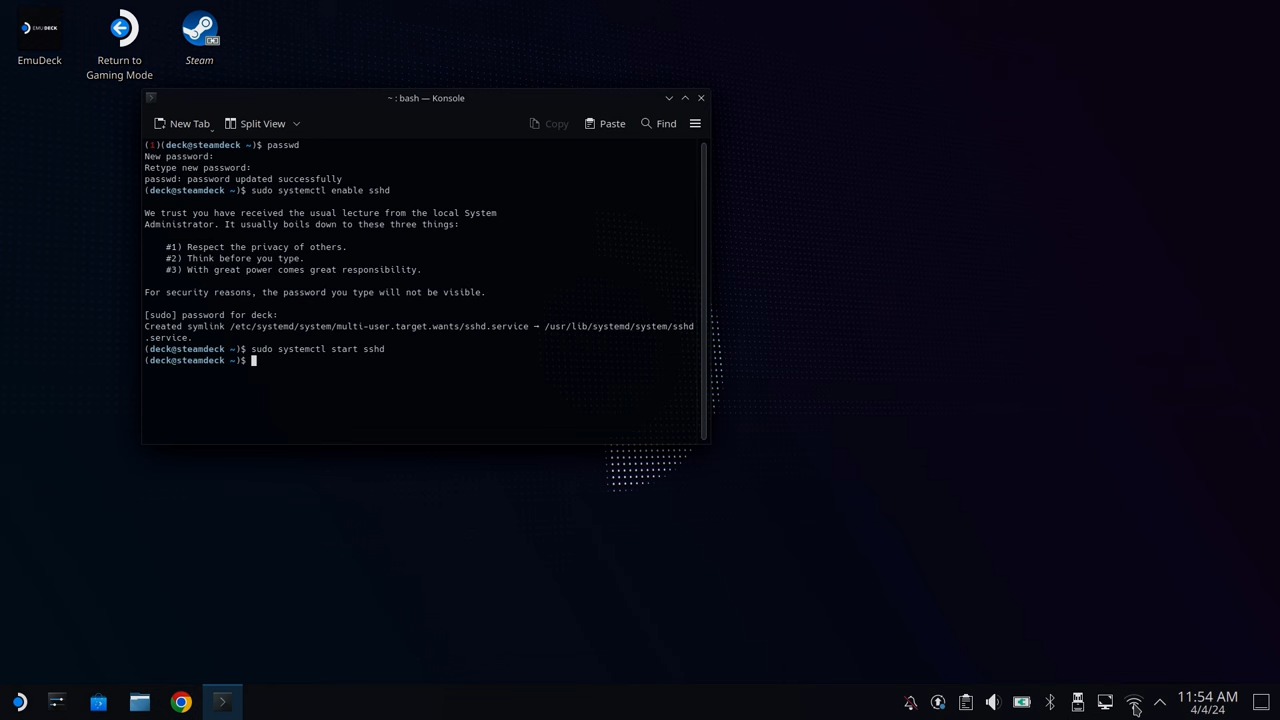 EMUDECK
EmuDeck
Return to
Gaming Mode
Steam
~ : bash — Konsole
New Tab
Split View
Copy
Paste
Find
(1)(deck@steamdeck ~)$ passwd
New password:
Retype new password:
passwd: password updated successfully
(deck@steamdeck ~)$ sudo systemctl enable sshd
We trust you have received the usual lecture from the local System
Administrator. It usually boils down to these three things:
#1) Respect the privacy of others.
#2) Think before you type.
#3) With great power comes great responsibility.
For security reasons, the password you type will not be visible.
[sudo] password for deck:
Created symlink /etc/systemd/system/multi-user.target.wants/sshd.service → /usr/lib/systemd/system/sshd
.service.
(deck@steamdeck ~)$ sudo systemctl start sshd
(deck@steamdeck ~)$
11:54 AM
4/4/24